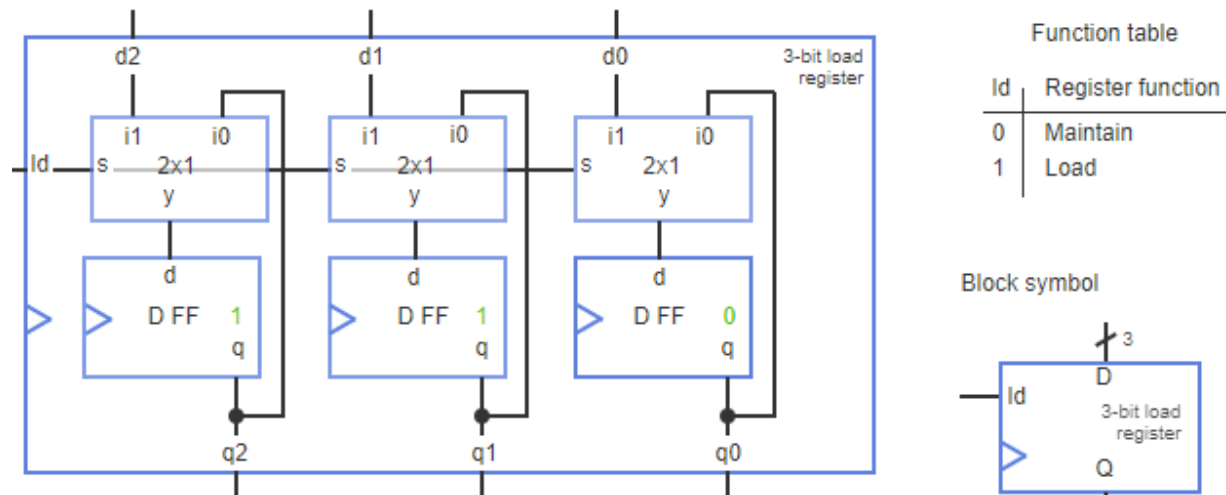 d2 d1 d0 3-bit load
register
i1 i0 i1 i0 i1 i0
ld s 2x1 s 2x1 s 2x1
y y y
d d d
D FF 1 D FF 1 D FF 0
q q q
q2 q1 q0
Function table
ld Register function
0 Maintain
1 Load
Block symbol
3
D
ld
3-bit load
register
Q